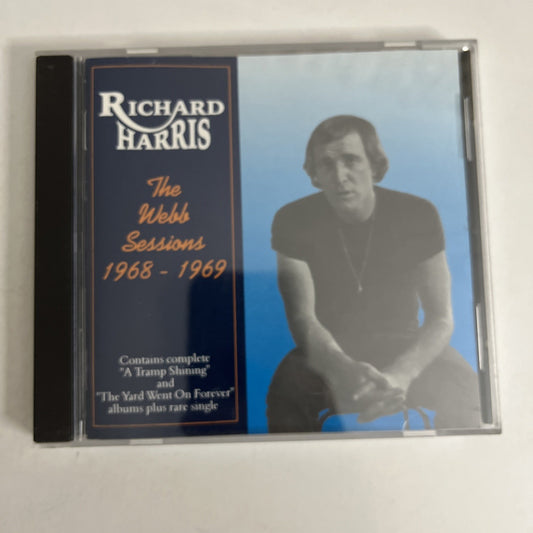 RICHARD
HARRIS
The
Webb
Sessions
1968 - 1969
Contains complete
"A Tramp Shining"
and
"The Yard Went On Forever"
albums plus rare single